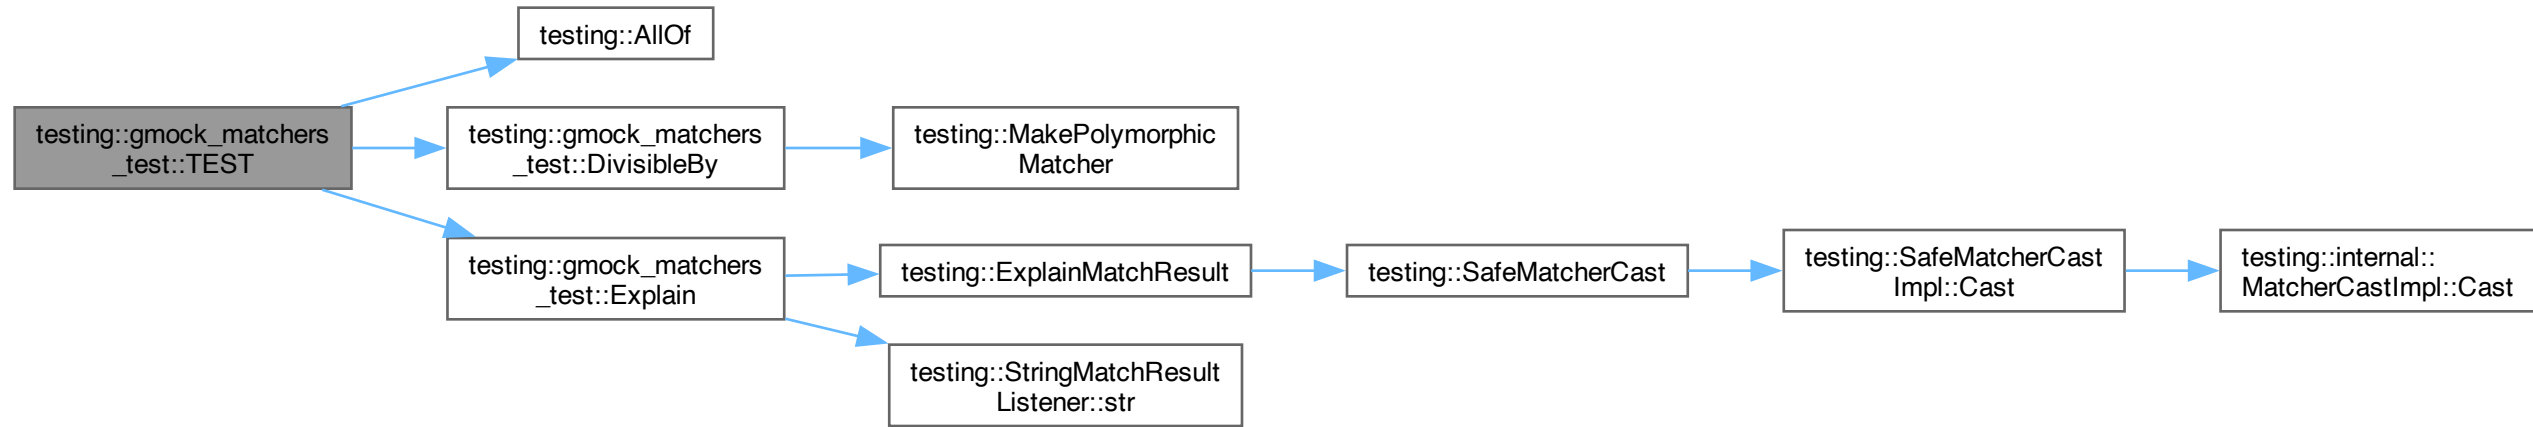 testing::AllOf
testing::gmock_matchers
_test::TEST
testing::gmock_matchers
_test::DivisibleBy
testing::MakePolymorphic
Matcher
testing::gmock_matchers
_test::Explain
testing::ExplainMatchResult
testing::SafeMatcherCast
testing::SafeMatcherCast
Impl::Cast
testing::internal::
MatcherCastImpl::Cast
testing::StringMatchResult
Listener::str